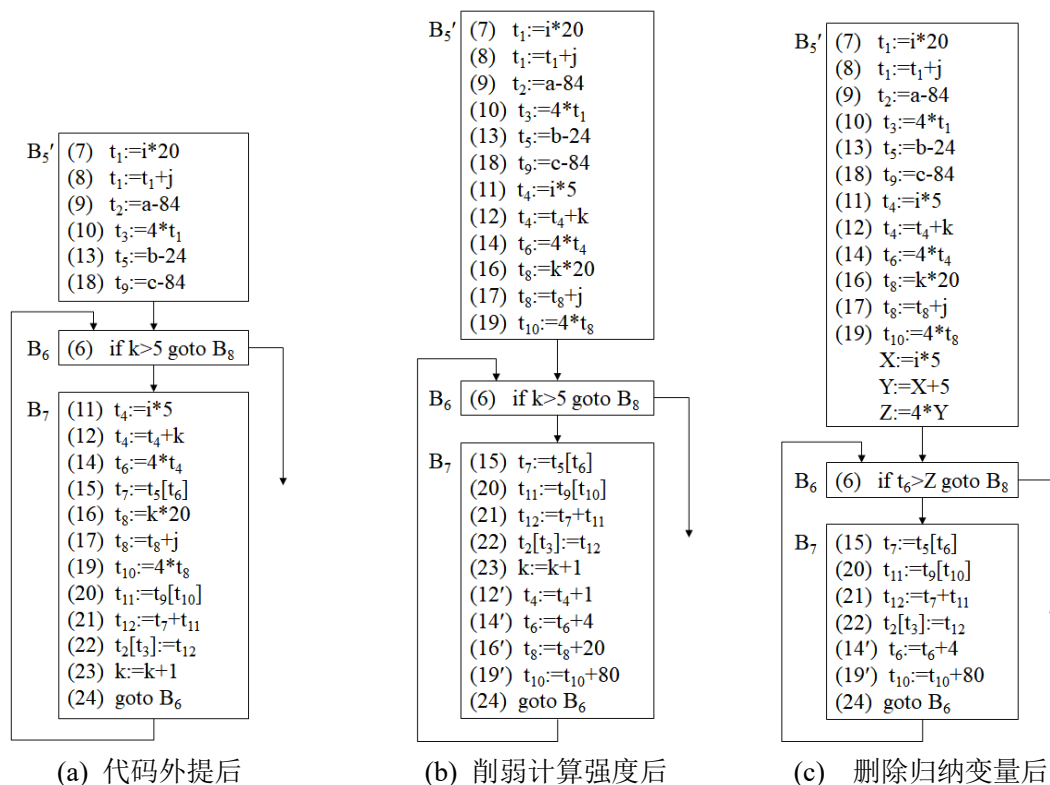 B₅′
(7) t₁:=i*20
(8) t₁:=t₁+j
(9) t₂:=a-84
(10) t₃:=4*t₁
(13) t₅:=b-24
(18) t₉:=c-84
B₆
(6) if k>5 goto B₈
B₇
(11) t₄:=i*5
(12) t₄:=t₄+k
(14) t₆:=4*t₄
(15) t₇:=t₅[t₆]
(16) t₈:=k*20
(17) t₈:=t₈+j
(19) t₁₀:=4*t₈
(20) t₁₁:=t₉[t₁₀]
(21) t₁₂:=t₇+t₁₁
(22) t₂[t₃]:=t₁₂
(23) k:=k+1
(24) goto B₆
(a) 代码外提后
B₅′
(7) t₁:=i*20
(8) t₁:=t₁+j
(9) t₂:=a-84
(10) t₃:=4*t₁
(13) t₅:=b-24
(18) t₉:=c-84
(11) t₄:=i*5
(12) t₄:=t₄+k
(14) t₆:=4*t₄
(16) t₈:=k*20
(17) t₈:=t₈+j
(19) t₁₀:=4*t₈
B₆
(6) if k>5 goto B₈
B₇
(15) t₇:=t₅[t₆]
(20) t₁₁:=t₉[t₁₀]
(21) t₁₂:=t₇+t₁₁
(22) t₂[t₃]:=t₁₂
(23) k:=k+1
(12′) t₄:=t₄+1
(14′) t₆:=t₆+4
(16′) t₈:=t₈+20
(19′) t₁₀:=t₁₀+80
(24) goto B₆
(b) 削弱计算强度后
B₅′
(7) t₁:=i*20
(8) t₁:=t₁+j
(9) t₂:=a-84
(10) t₃:=4*t₁
(13) t₅:=b-24
(18) t₉:=c-84
(11) t₄:=i*5
(12) t₄:=t₄+k
(14) t₆:=4*t₄
(16) t₈:=k*20
(17) t₈:=t₈+j
(19) t₁₀:=4*t₈
X:=i*5
Y:=X+5
Z:=4*Y
B₆
(6) if t₆>Z goto B₈
B₇
(15) t₇:=t₅[t₆]
(20) t₁₁:=t₉[t₁₀]
(21) t₁₂:=t₇+t₁₁
(22) t₂[t₃]:=t₁₂
(14′) t₆:=t₆+4
(19′) t₁₀:=t₁₀+80
(24) goto B₆
(c) 删除归纳变量后